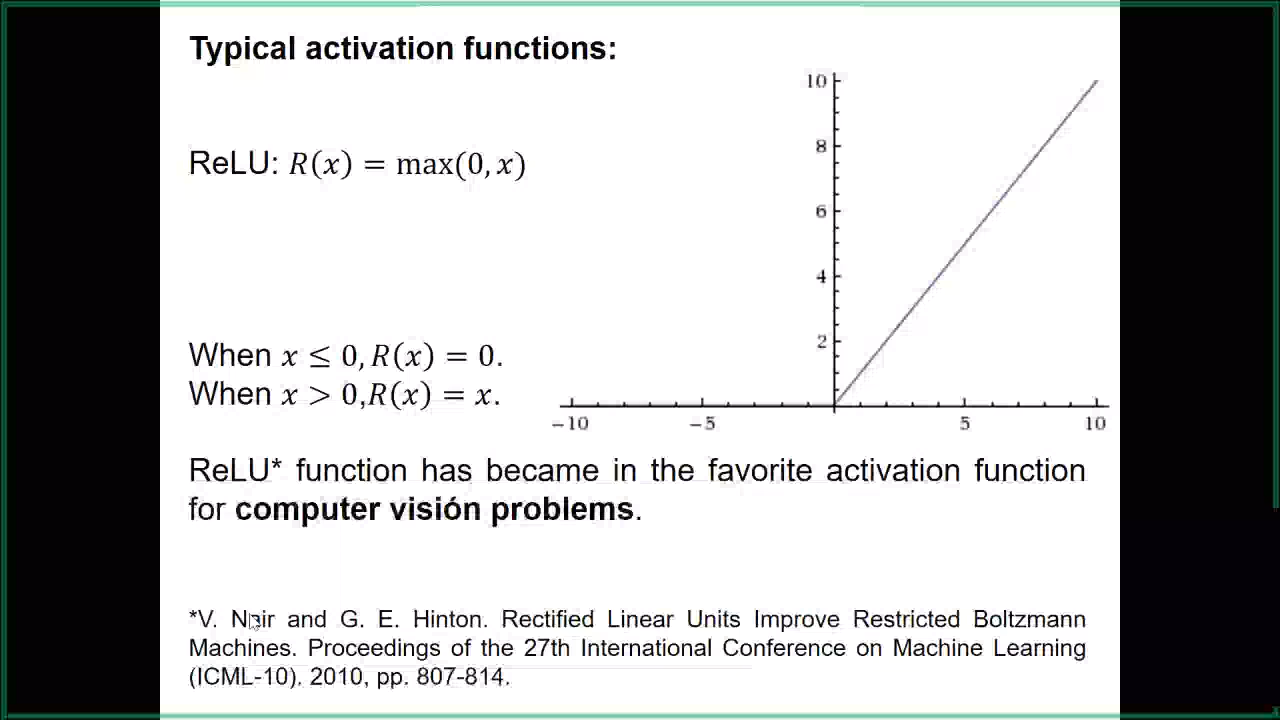 Typical activation functions:
ReLU: R(x) = max(0, x)
When x ≤ 0, R(x) = 0.
When x > 0,R(x) = x.
10
8
6
4
2
−10 −5 5 10
ReLU* function has became in the favorite activation function
for computer visión problems.
*V. Nair and G. E. Hinton. Rectified Linear Units Improve Restricted Boltzmann
Machines. Proceedings of the 27th International Conference on Machine Learning
(ICML-10). 2010, pp. 807-814.